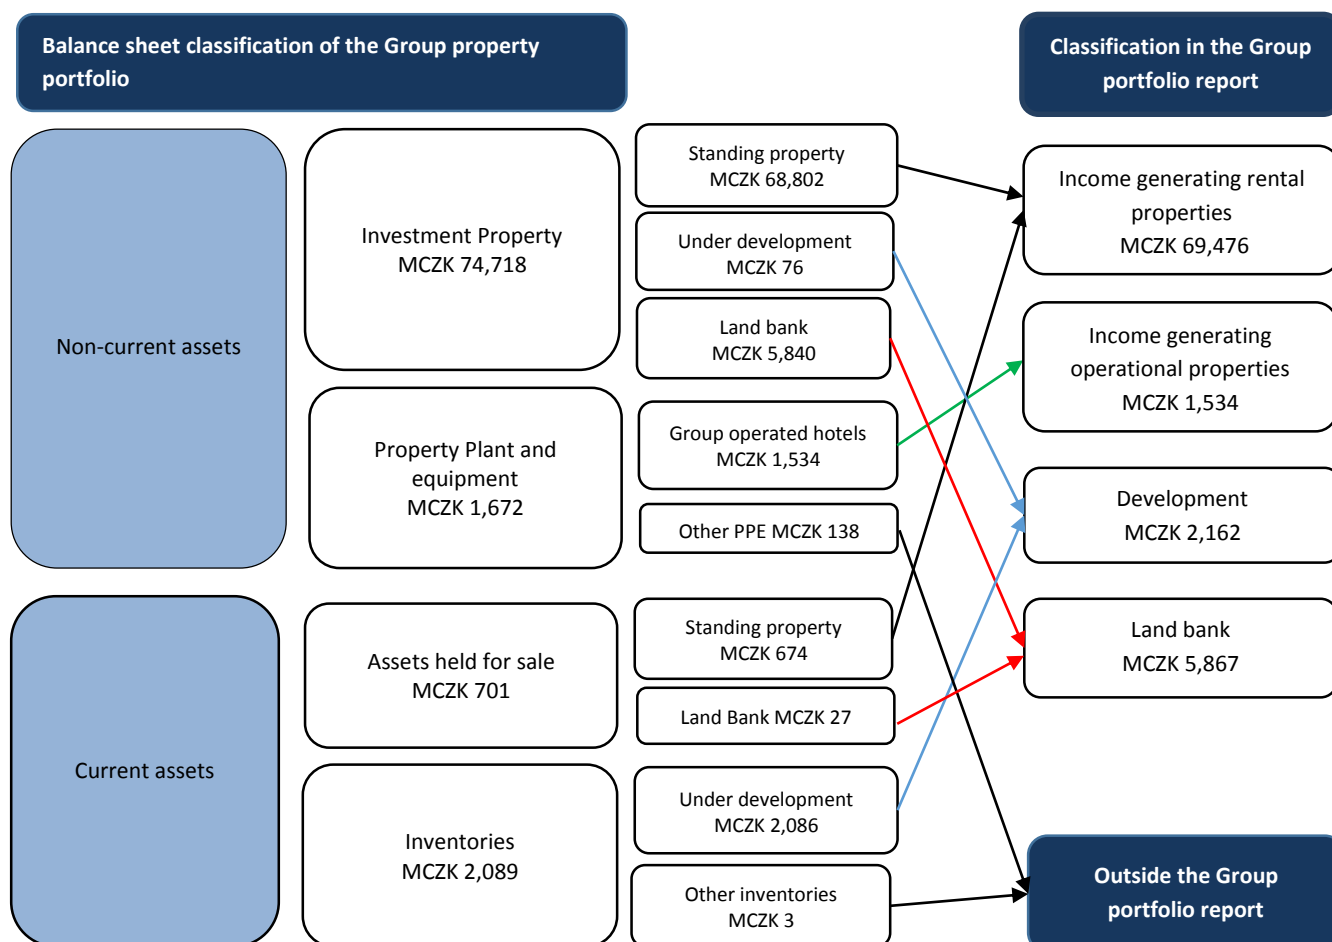 Balance sheet classification of the Group property
portfolio
Classification in the Group
portfolio report
Non-current assets
Investment Property
MCZK 74,718
Standing property
MCZK 68,802
Under development
MCZK 76
Land bank
MCZK 5,840
Property Plant and
equipment
MCZK 1,672
Group operated hotels
MCZK 1,534
Other PPE MCZK 138
Current assets
Assets held for sale
MCZK 701
Standing property
MCZK 674
Land Bank MCZK 27
Inventories
MCZK 2,089
Under development
MCZK 2,086
Other inventories
MCZK 3
Income generating rental
properties
MCZK 69,476
Income generating
operational properties
MCZK 1,534
Development
MCZK 2,162
Land bank
MCZK 5,867
Outside the Group
portfolio report